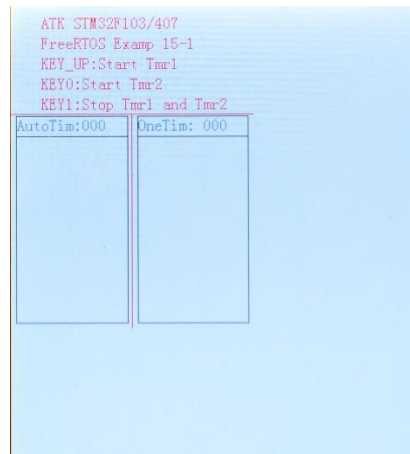 ATK STM32F103/407
FreeRTOS Examp 15-1
KEY_UP:Start Tmr1
KEY0:Start Tmr2
KEY1:Stop Tmr1 and Tmr2
AutoTim:000
OneTim: 000